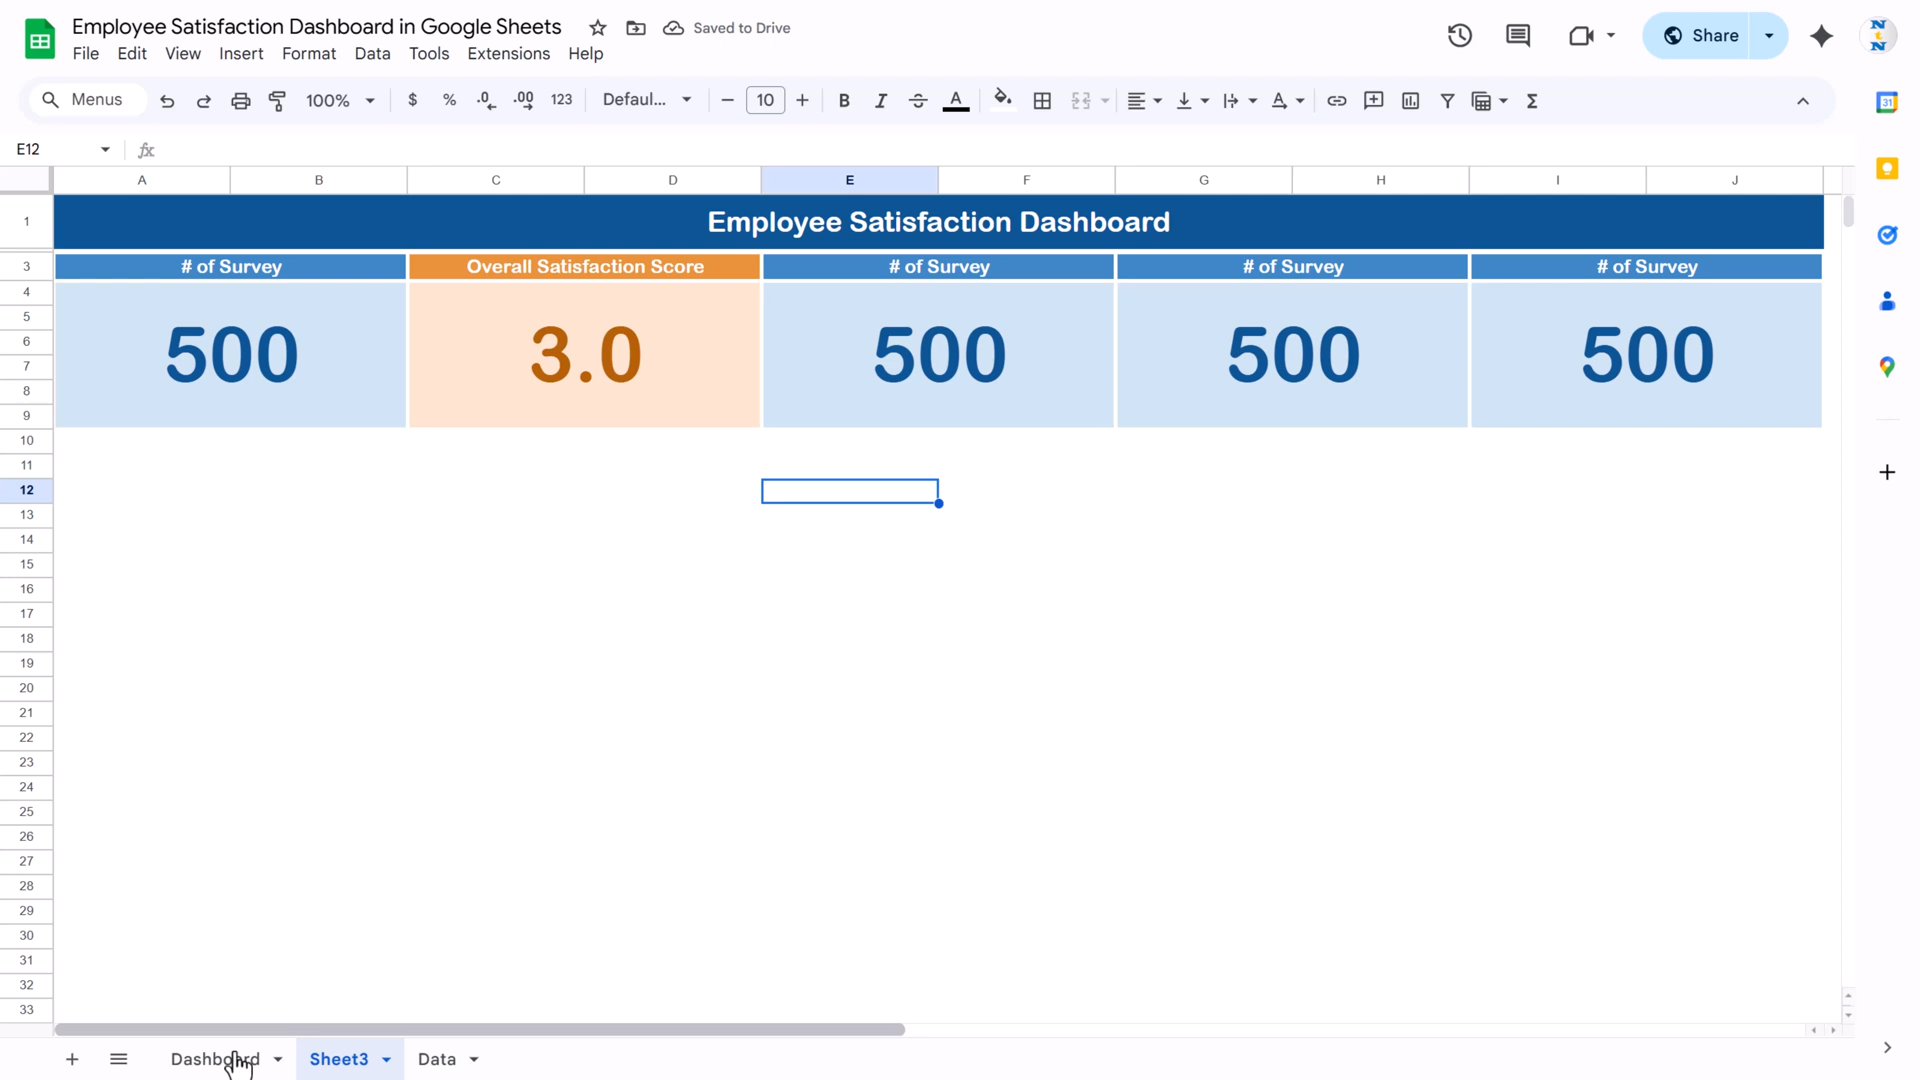 Employee Satisfaction Dashboard in Google Sheets Saved to Drive
File Edit View Insert Format Data Tools Extensions Help
Share
Menus 100% $ % .0 .00 123 Defaul... 10 B I S A
E12 fx
A B C D E F G H I J
1 Employee Satisfaction Dashboard
3 # of Survey Overall Satisfaction Score # of Survey # of Survey # of Survey
4
5
6 500 3.0 500 500 500
7
8
9
10
11
12
13
14
15
16
17
18
19
20
21
22
23
24
25
26
27
28
29
30
31
32
33
Dashboard Sheet3 Data
31
N
t
N